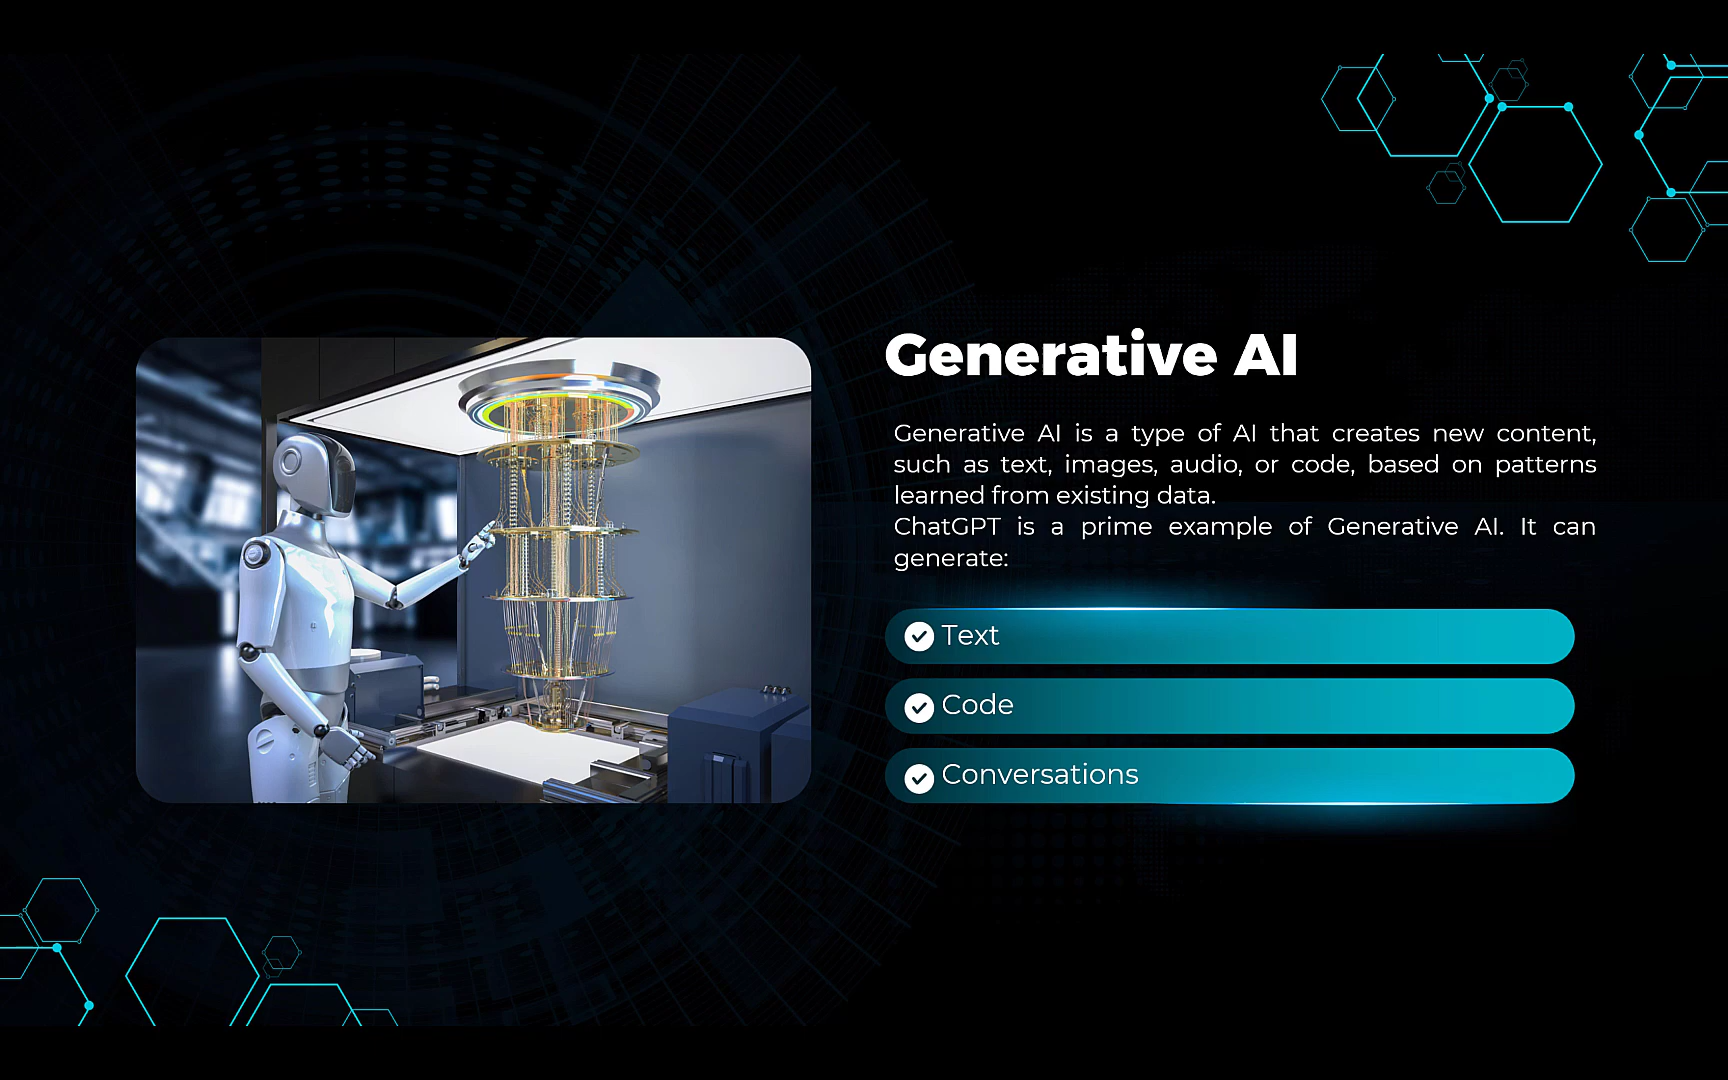 Generative AI
Generative AI is a type of AI that creates new content,
such as text, images, audio, or code, based on patterns
learned from existing data.
ChatGPT is a prime example of Generative AI. It can
generate:
Text
Code
Conversations